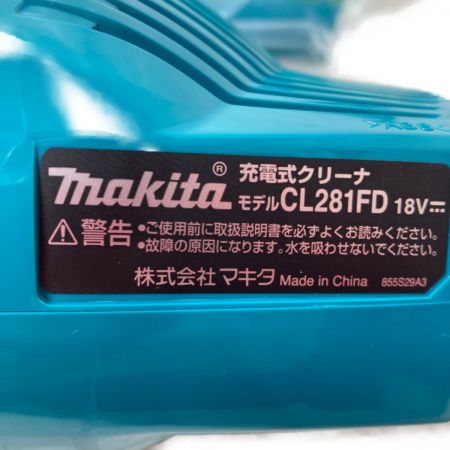 makita® 充電式クリーナ
モデルCL281FD 18V⎓
⚠警告 •ご使用前に取扱説明書を必ずよくお読みください。
•故障の原因になります。水を吸わせないでください。
株式会社マキタ Made in China 855S29A3